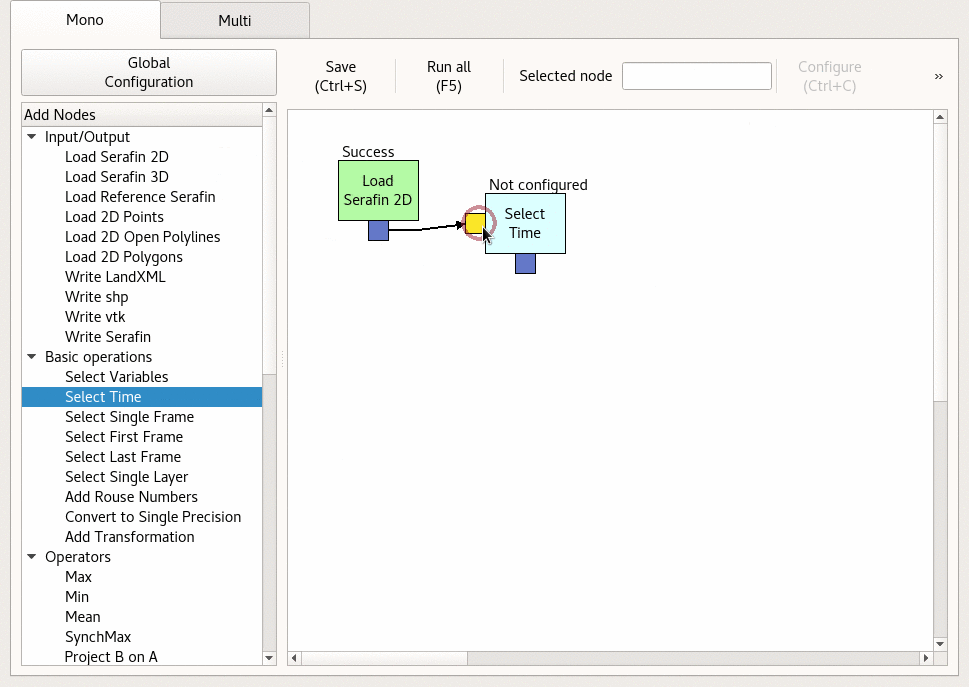 Mono
Multi
Global
Configuration
Save
(Ctrl+S)
Run all
(F5)
Selected node
Configure
(Ctrl+C)
»
Add Nodes
Input/Output
Load Serafin 2D
Load Serafin 3D
Load Reference Serafin
Load 2D Points
Load 2D Open Polylines
Load 2D Polygons
Write LandXML
Write shp
Write vtk
Write Serafin
Basic operations
Select Variables
Select Time
Select Single Frame
Select First Frame
Select Last Frame
Select Single Layer
Add Rouse Numbers
Convert to Single Precision
Add Transformation
Operators
Max
Min
Mean
SynchMax
Project B on A
Success
Load
Serafin 2D
Not configured
Select
Time